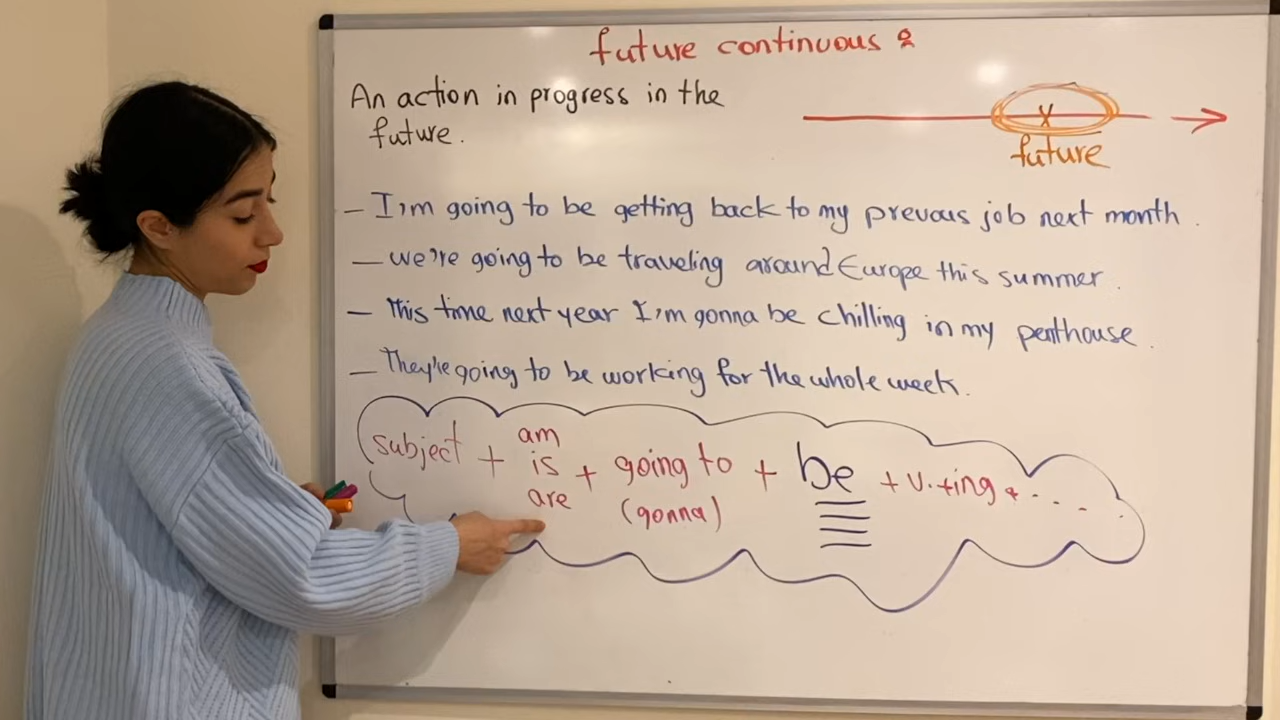 future continuous :
An action in progress in the
future.
future
- I'm going to be getting back to my prevous job next month.
- we're going to be traveling around Europe this summer.
- this time next year I'm gonna be chilling in my penthouse.
- They're going to be working for the whole week.
subject + am is are + going to (gonna) + be + v.+ing + ....